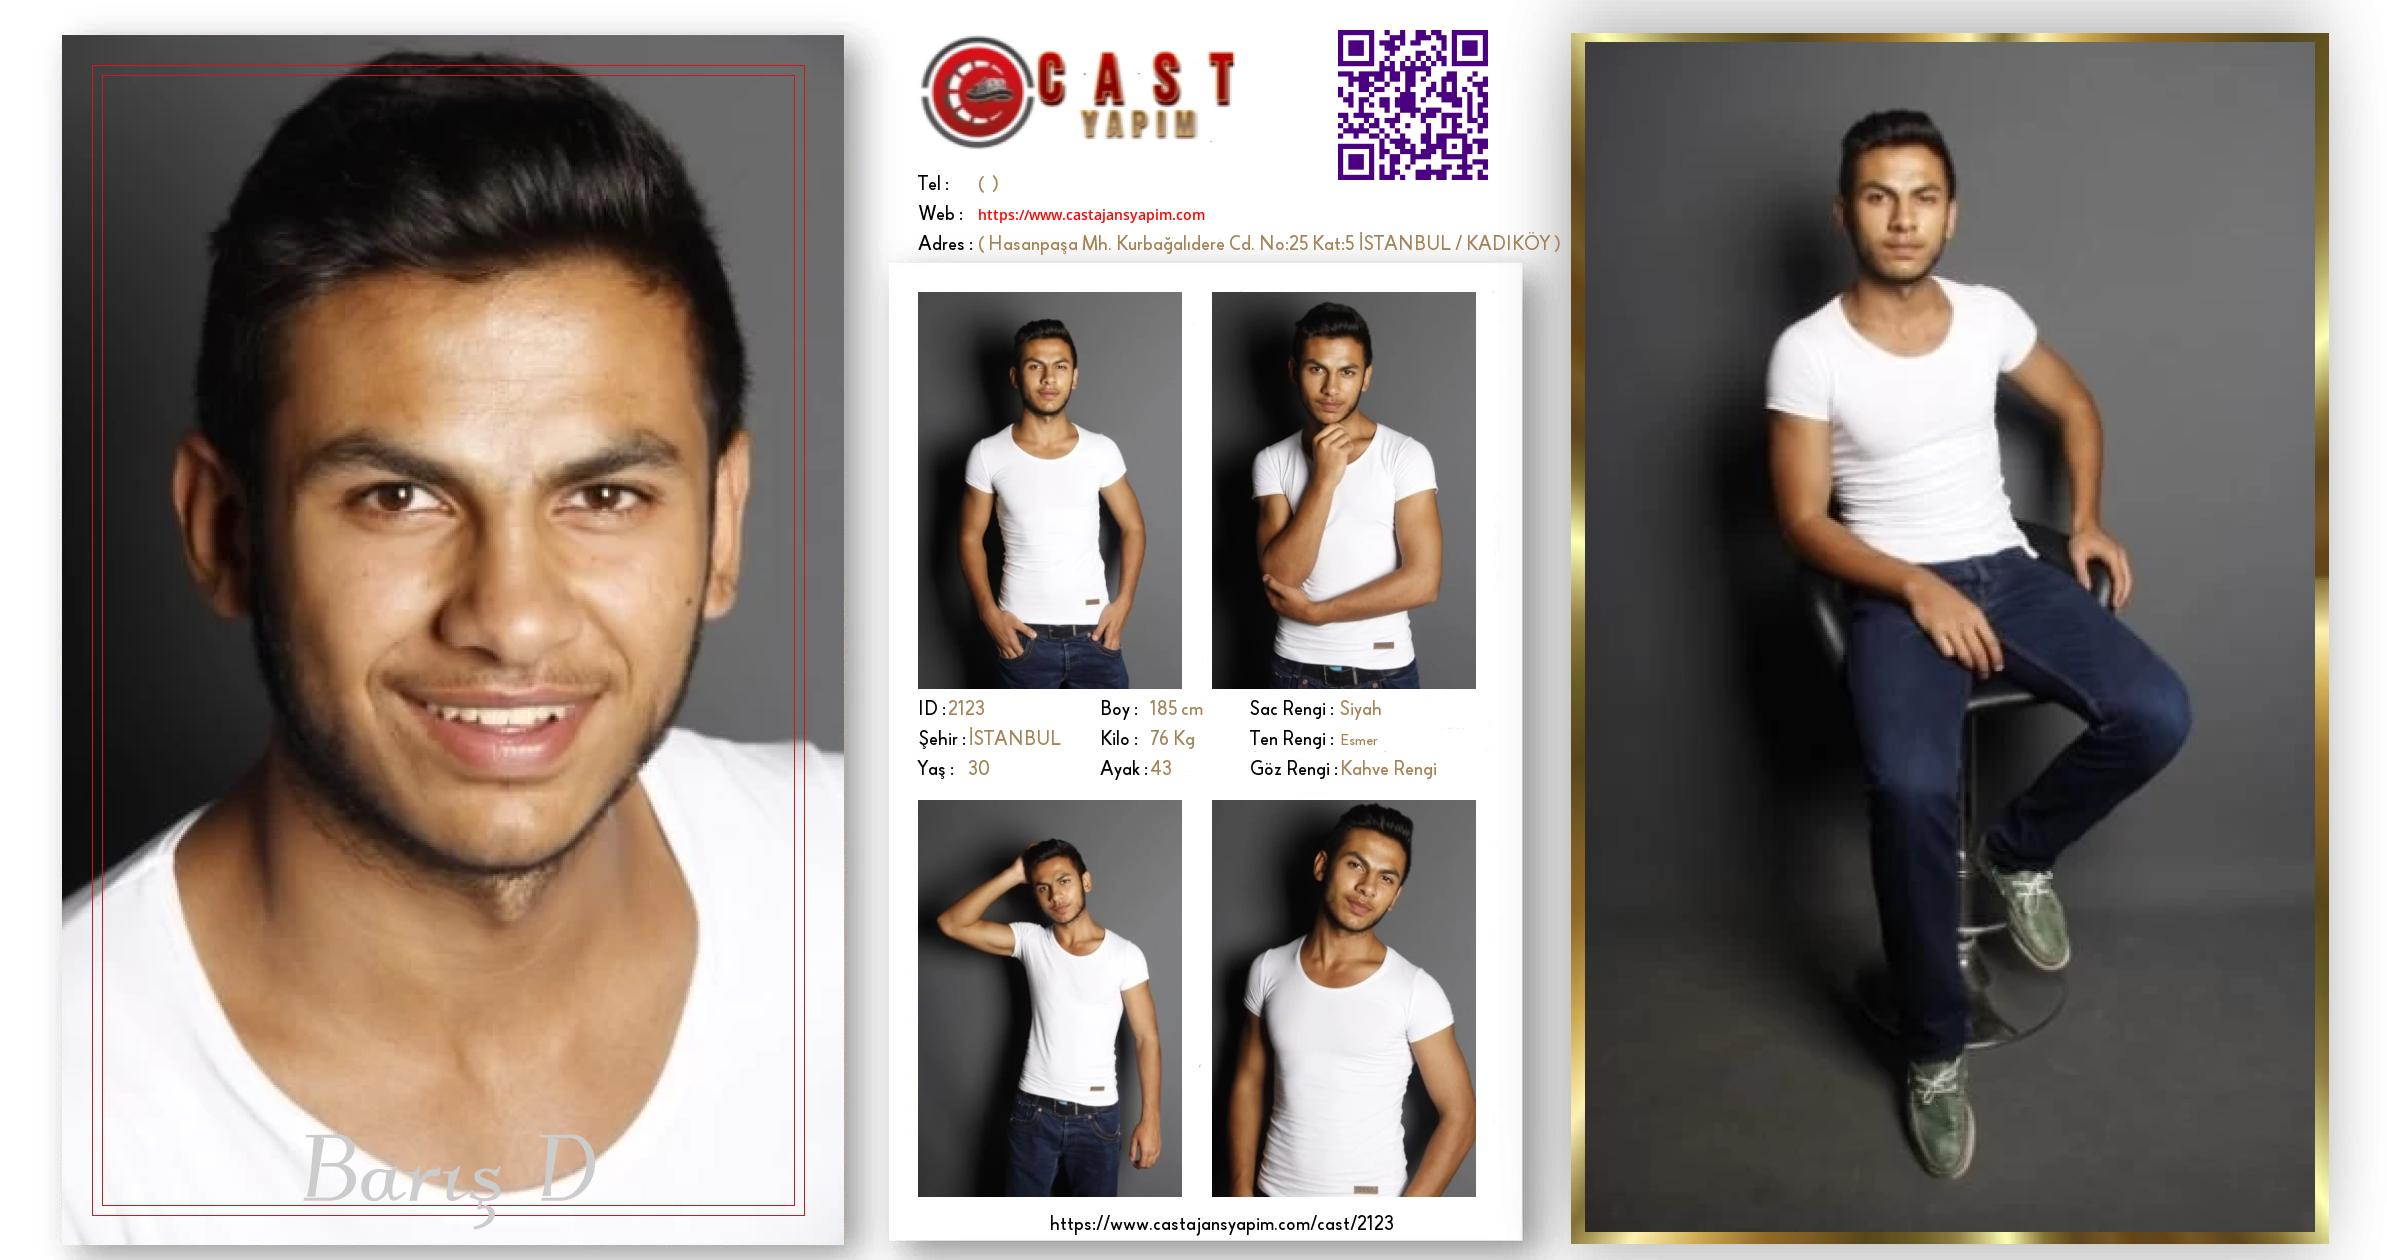 Barış D
CAST
YAPIM
Tel : ( )
Web : https://www.castajansyapim.com
Adres : ( Hasanpaşa Mh. Kurbağalıdere Cd. No:25 Kat:5 İSTANBUL / KADIKÖY )
ID : 2123 Boy : 185 cm Sac Rengi : Siyah
Şehir : İSTANBUL Kilo : 76 Kg Ten Rengi : Esmer
Yaş : 30 Ayak : 43 Göz Rengi : Kahve Rengi
https://www.castajansyapim.com/cast/2123